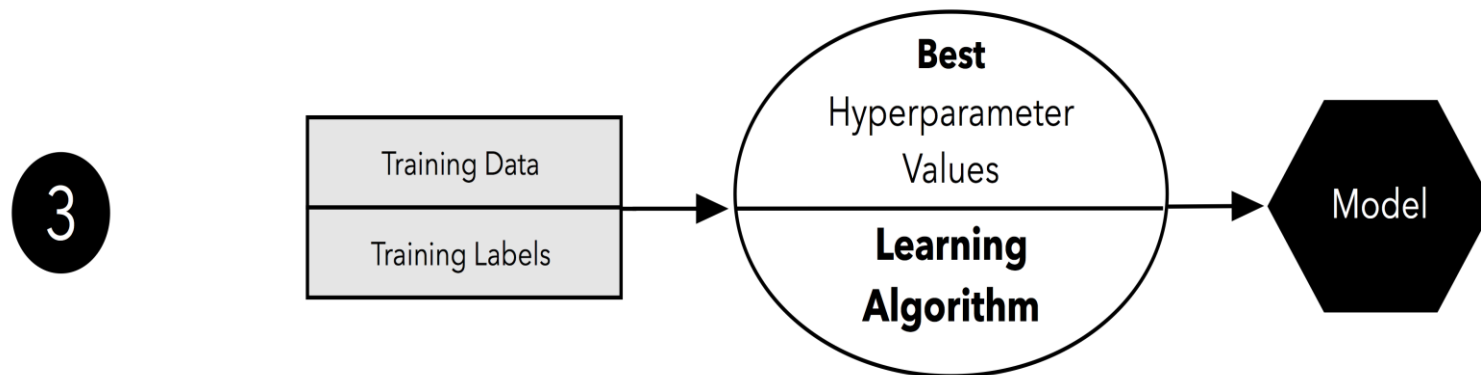 3
Training Data
Training Labels
Best
Hyperparameter
Values
Learning
Algorithm
Model